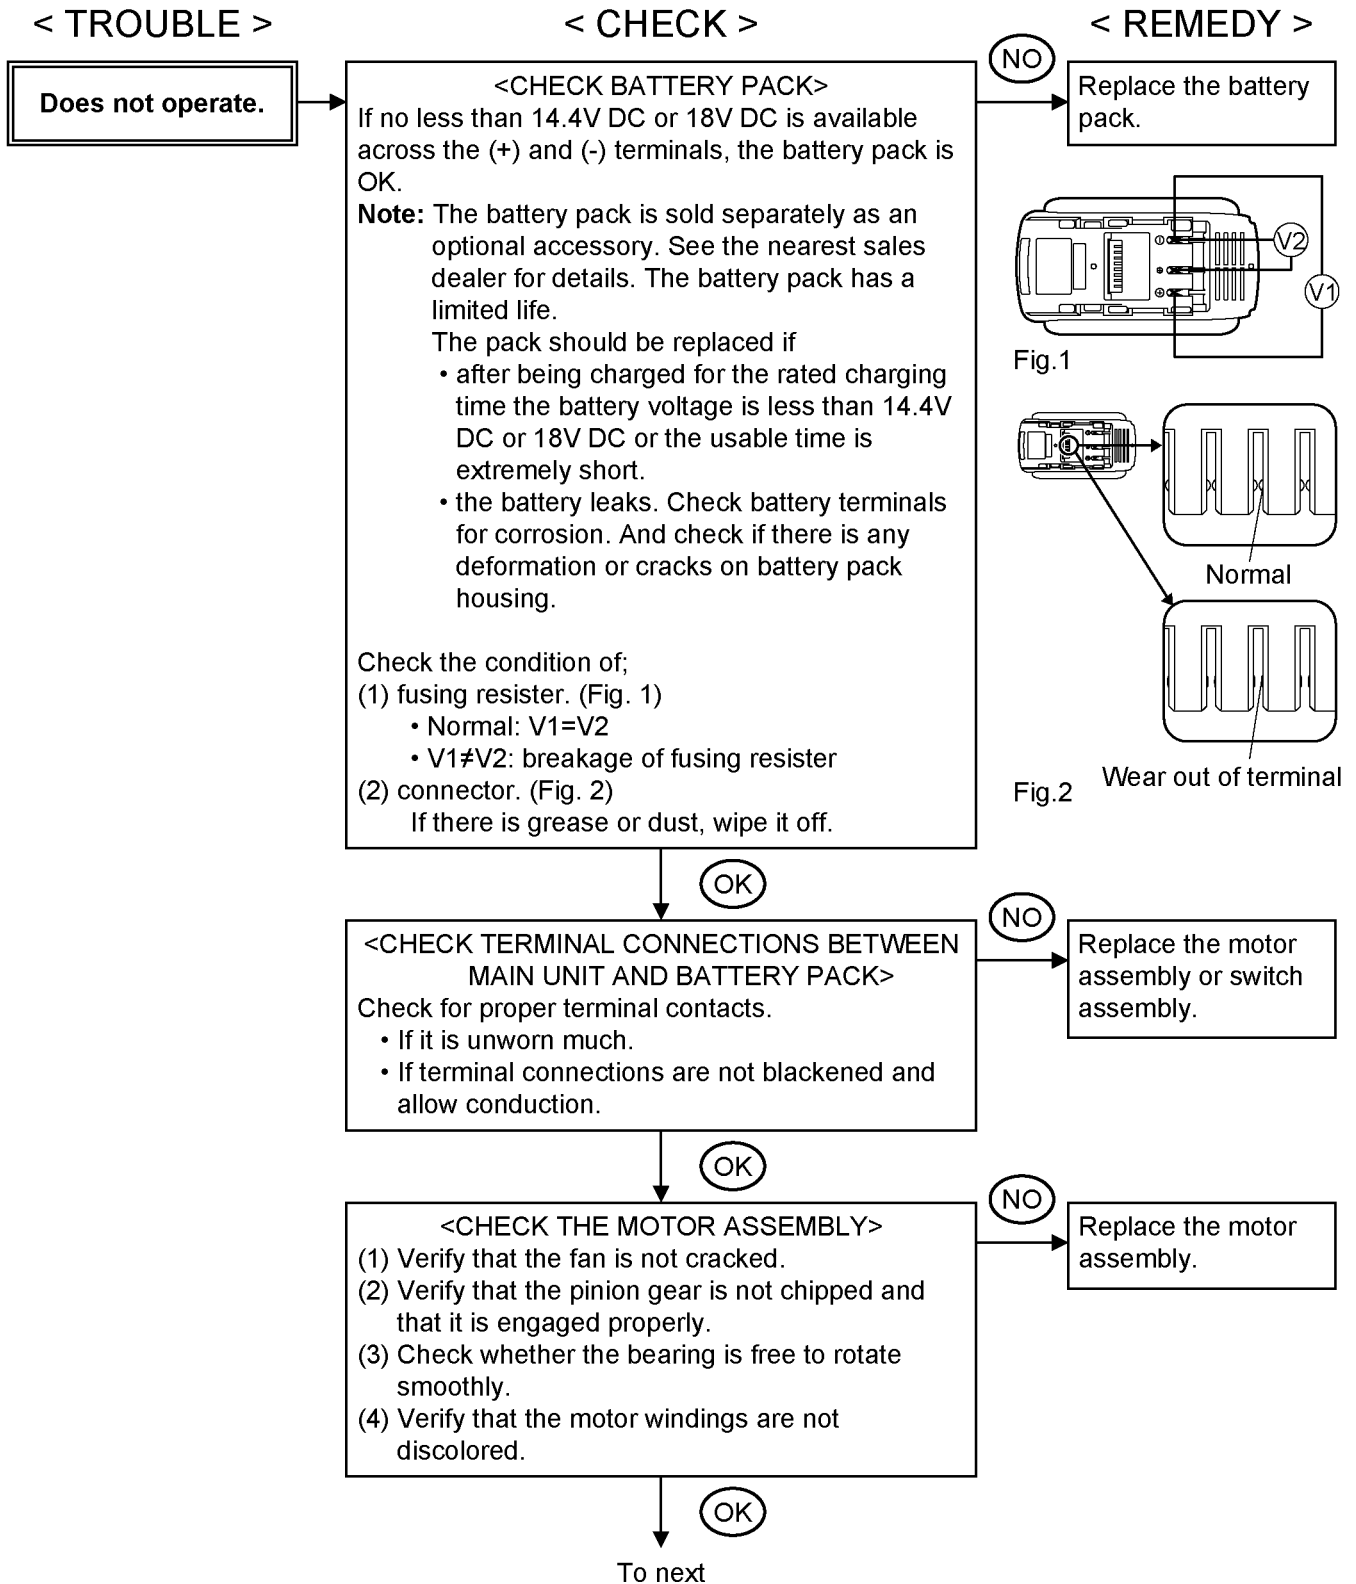 < TROUBLE >
< CHECK >
< REMEDY >
Does not operate.
<CHECK BATTERY PACK>
If no less than 14.4V DC or 18V DC is available
across the (+) and (-) terminals, the battery pack is
OK.
Note: The battery pack is sold separately as an
optional accessory. See the nearest sales
dealer for details. The battery pack has a
limited life.
The pack should be replaced if
• after being charged for the rated charging
time the battery voltage is less than 14.4V
DC or 18V DC or the usable time is
extremely short.
• the battery leaks. Check battery terminals
for corrosion. And check if there is any
deformation or cracks on battery pack
housing.
Check the condition of;
(1) fusing resister. (Fig. 1)
• Normal: V1=V2
• V1≠V2: breakage of fusing resister
(2) connector. (Fig. 2)
If there is grease or dust, wipe it off.
NO
Replace the battery
pack.
V2
V1
Fig.1
Normal
Wear out of terminal
Fig.2
OK
<CHECK TERMINAL CONNECTIONS BETWEEN
MAIN UNIT AND BATTERY PACK>
Check for proper terminal contacts.
• If it is unworn much.
• If terminal connections are not blackened and
allow conduction.
NO
Replace the motor
assembly or switch
assembly.
OK
<CHECK THE MOTOR ASSEMBLY>
(1) Verify that the fan is not cracked.
(2) Verify that the pinion gear is not chipped and
that it is engaged properly.
(3) Check whether the bearing is free to rotate
smoothly.
(4) Verify that the motor windings are not
discolored.
NO
Replace the motor
assembly.
OK
To next